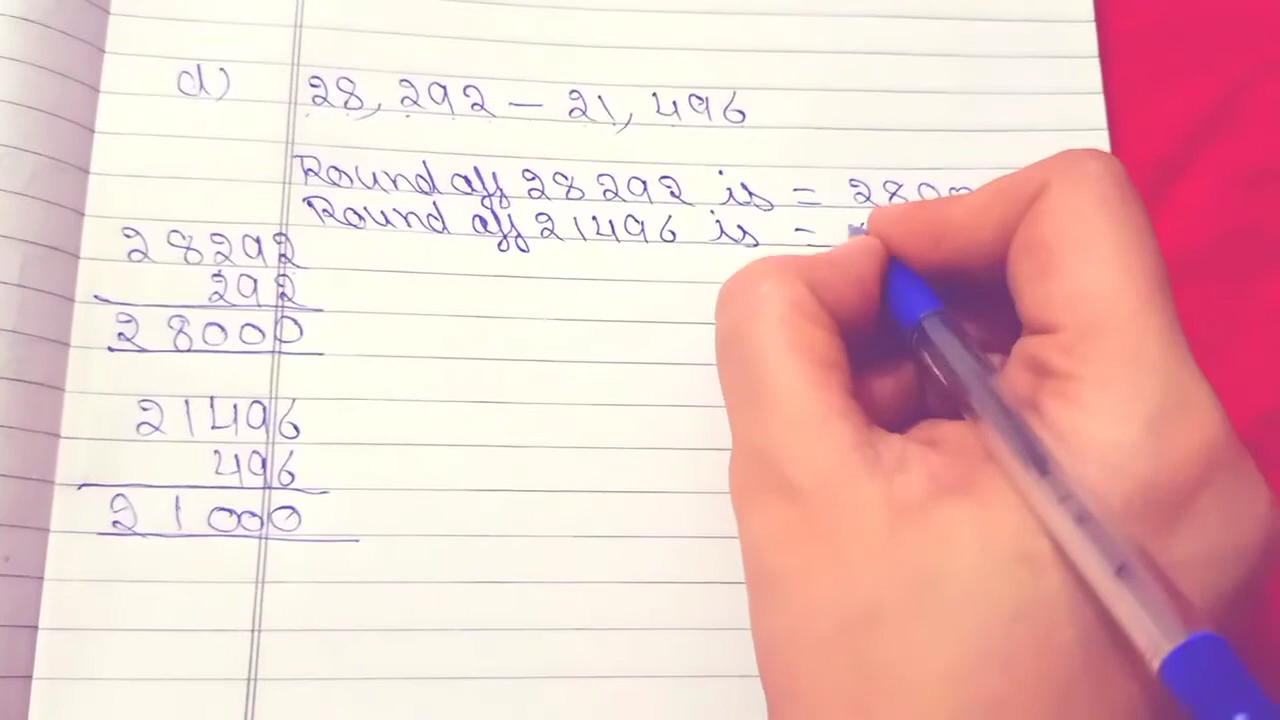 d) 28, 292 - 21, 496
Round off 28292 is = 2800
Round off 21496 is =
28292
292
28000
21496
496
21000